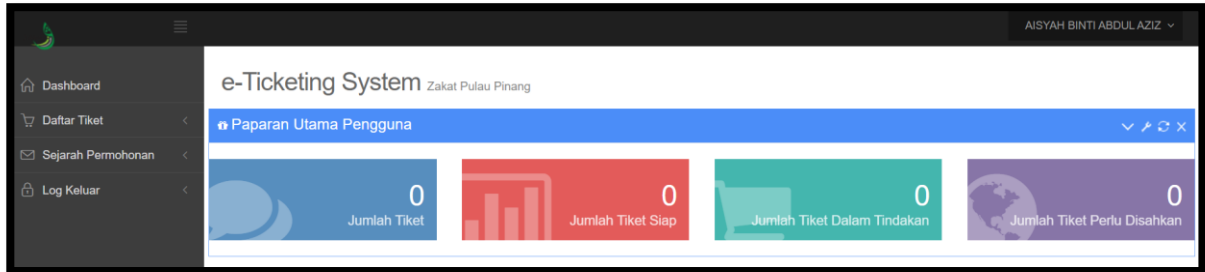 AISYAH BINTI ABDUL AZIZ
Dashboard
Daftar Tiket
Sejarah Permohonan
Log Keluar
e-Ticketing System Zakat Pulau Pinang
Paparan Utama Pengguna
0
Jumlah Tiket
0
Jumlah Tiket Siap
0
Jumlah Tiket Dalam Tindakan
0
Jumlah Tiket Perlu Disahkan